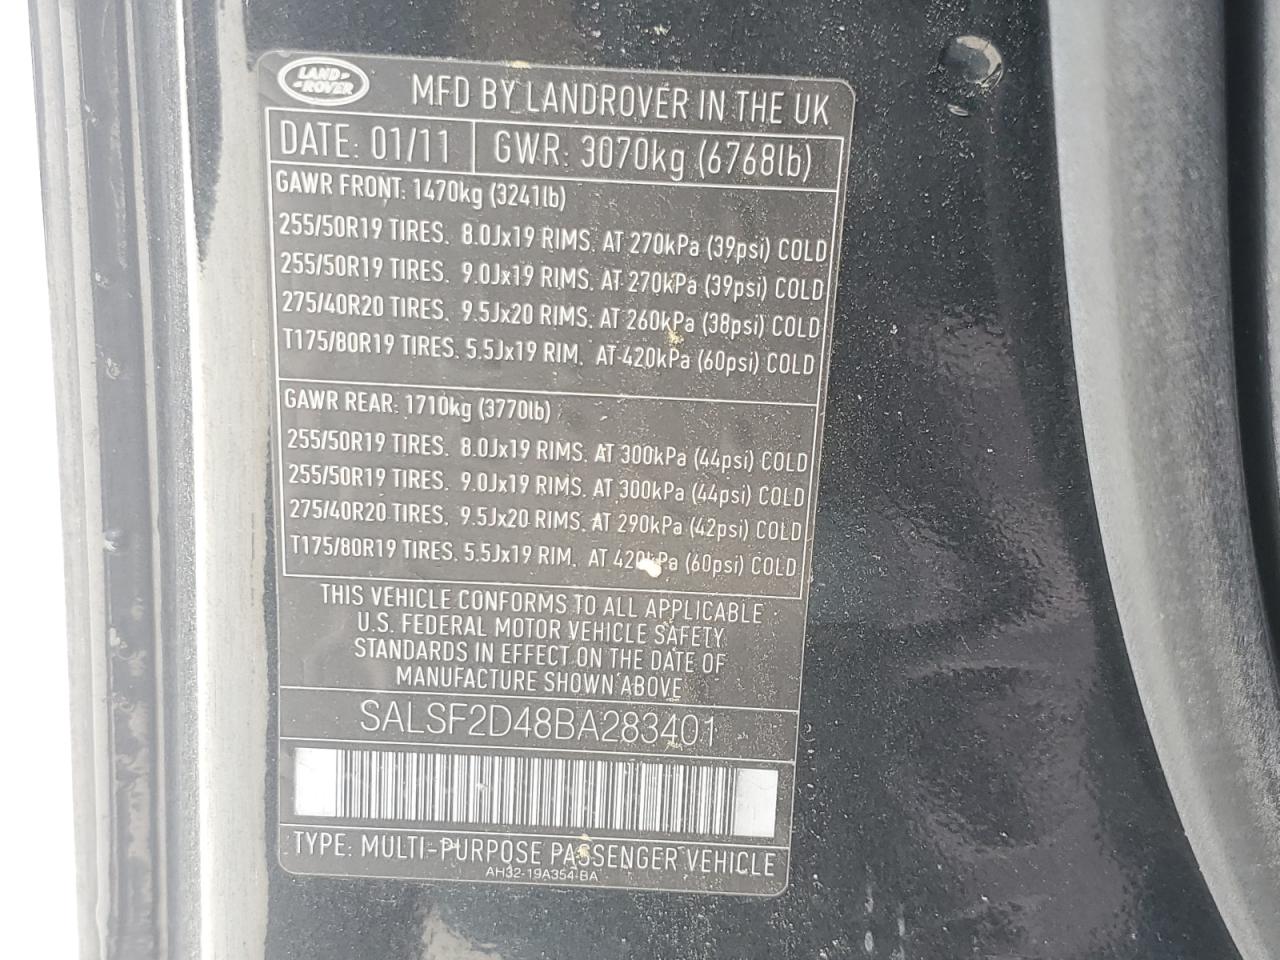 LAND-
-ROVER
MFD BY LANDROVER IN THE UK
DATE: 01/11 GWR: 3070kg (6768lb)
GAWR FRONT: 1470kg (3241lb)
255/50R19 TIRES. 8.0Jx19 RIMS. AT 270kPa (39psi) COLD
255/50R19 TIRES. 9.0Jx19 RIMS. AT 270kPa (39psi) COLD
275/40R20 TIRES. 9.5Jx20 RIMS. AT 260kPa (38psi) COLD
T175/80R19 TIRES. 5.5Jx19 RIM. AT 420kPa (60psi) COLD
GAWR REAR: 1710kg (3770lb)
255/50R19 TIRES. 8.0Jx19 RIMS. AT 300kPa (44psi) COLD
255/50R19 TIRES. 9.0Jx19 RIMS. AT 300kPa (44psi) COLD
275/40R20 TIRES. 9.5Jx20 RIMS. AT 290kPa (42psi) COLD
T175/80R19 TIRES. 5.5Jx19 RIM. AT 420kPa (60psi) COLD
THIS VEHICLE CONFORMS TO ALL APPLICABLE
U.S. FEDERAL MOTOR VEHICLE SAFETY
STANDARDS IN EFFECT ON THE DATE OF
MANUFACTURE SHOWN ABOVE
SALSF2D48BA283401
TYPE: MULTI-PURPOSE PASSENGER VEHICLE
AH32-19A354-BA